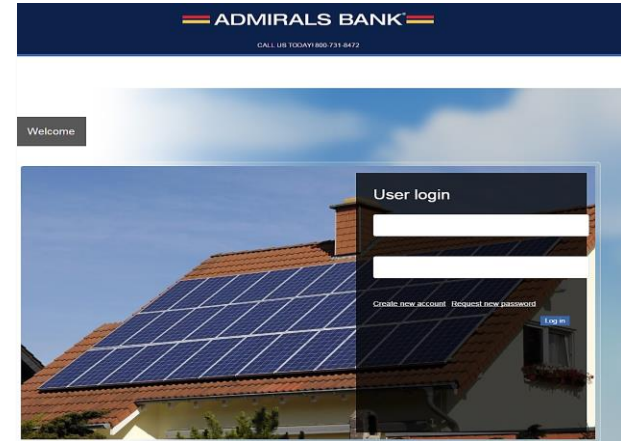 ADMIRALS BANK
CALL US TODAY! 800-731-8472
Welcome
User login
Create new account Request new password
Log in